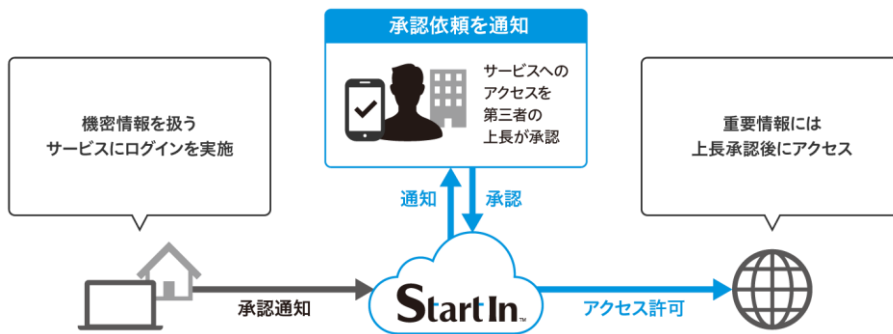 承認依頼を通知
サービスへの
アクセスを
第三者の
上長が承認
機密情報を扱う
サービスにログインを実施
重要情報には
上長承認後にアクセス
通知
承認
承認通知
StartIn™
アクセス許可